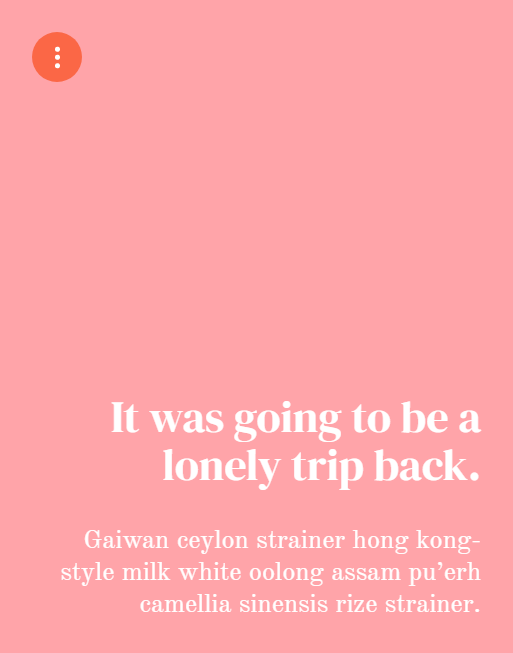 It was going to be a
lonely trip back.
Gaiwan ceylon strainer hong kong-
style milk white oolong assam pu’erh
camellia sinensis rize strainer.